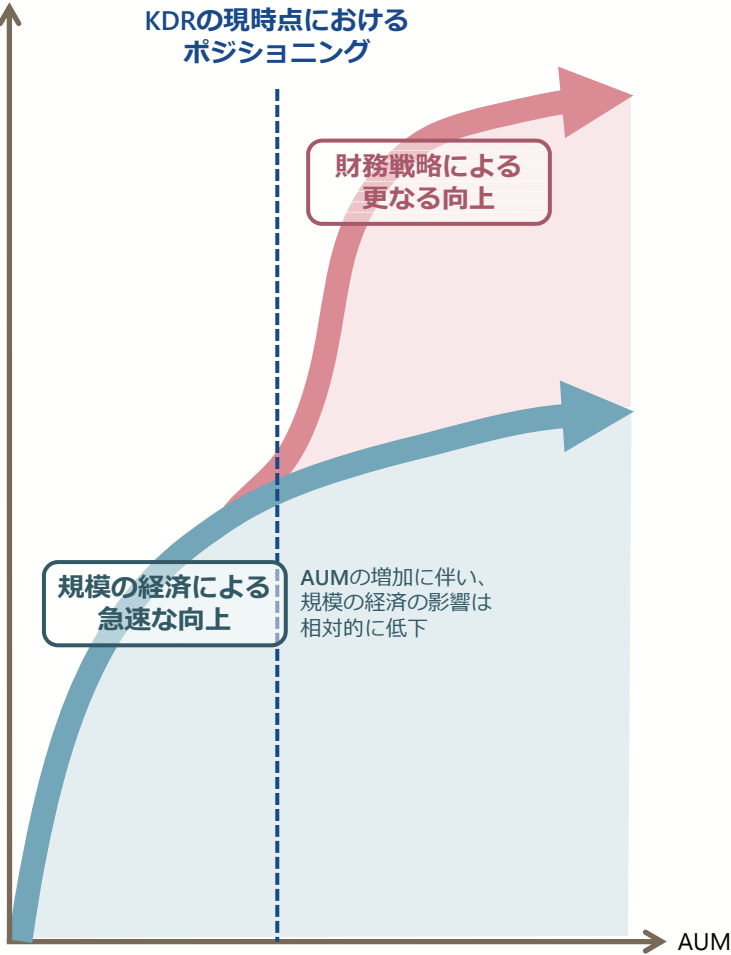 KDRの現時点における
ポジショニング
財務戦略による
更なる向上
規模の経済による
急速な向上
AUMの増加に伴い、
規模の経済の影響は
相対的に低下
AUM